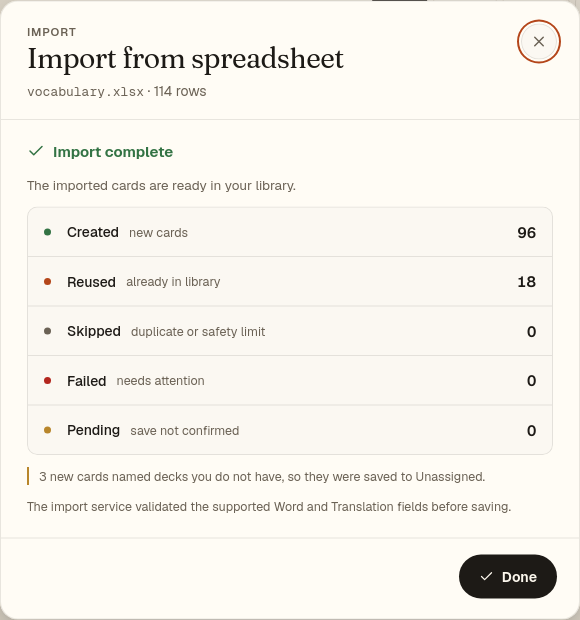 IMPORT
Import from spreadsheet
vocabulary.xlsx · 114 rows
Import complete
The imported cards are ready in your library.
Created new cards 96
Reused already in library 18
Skipped duplicate or safety limit 0
Failed needs attention 0
Pending save not confirmed 0
3 new cards named decks you do not have, so they were saved to Unassigned.
The import service validated the supported Word and Translation fields before saving.
Done